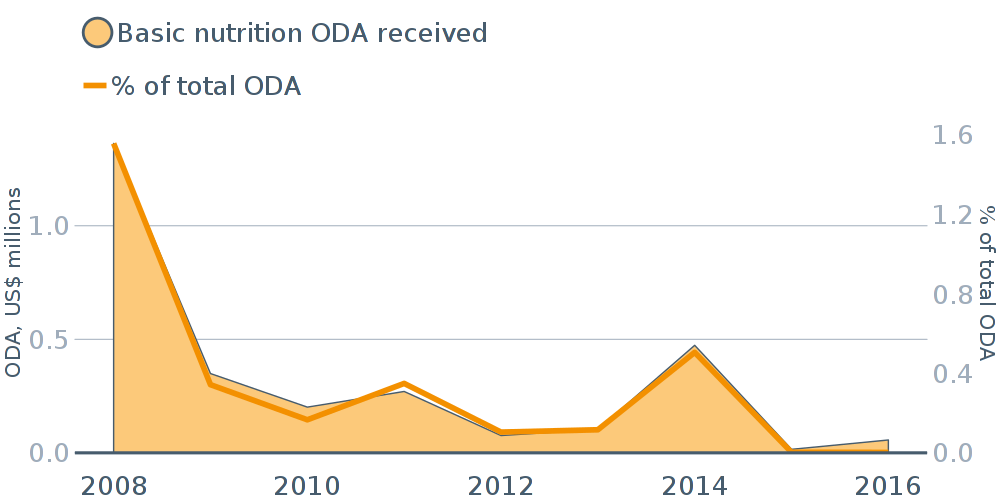 Basic nutrition ODA received
% of total ODA
ODA, US$ millions
1.0
0.5
0.0
1.6
1.2
0.8
0.4
0.0
% of total ODA
2008 2010 2012 2014 2016